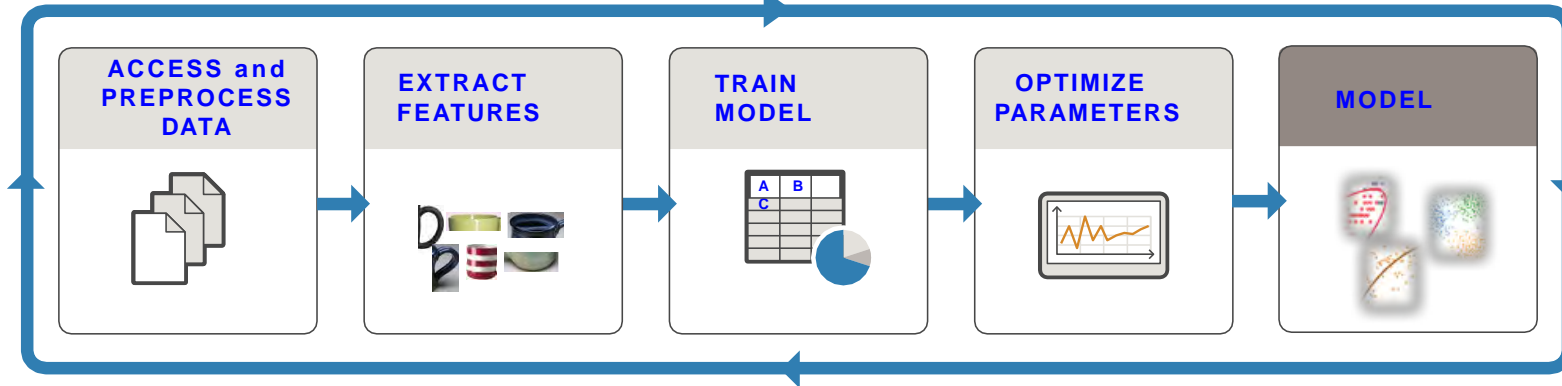 ACCESS and
PREPROCESS
DATA
EXTRACT
FEATURES
TRAIN
MODEL
A B
C
OPTIMIZE
PARAMETERS
MODEL